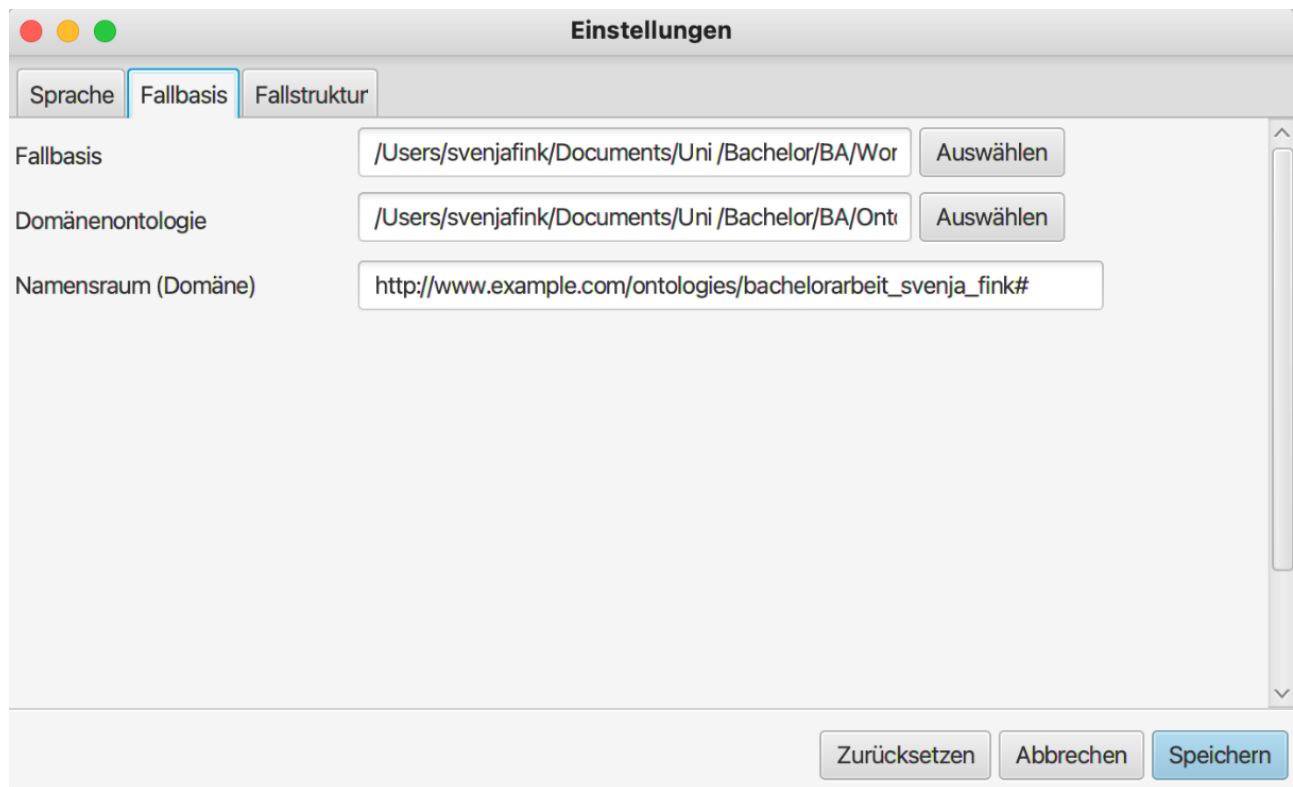 Einstellungen
Sprache Fallbasis Fallstruktur
Fallbasis /Users/svenjafink/Documents/Uni /Bachelor/BA/Wor Auswählen
Domänenontologie /Users/svenjafink/Documents/Uni /Bachelor/BA/Onto Auswählen
Namensraum (Domäne) http://www.example.com/ontologies/bachelorarbeit_svenja_fink#
Zurücksetzen Abbrechen Speichern